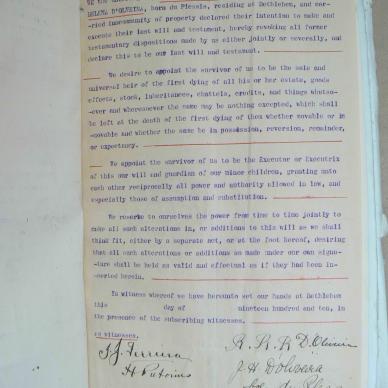 HELENA D'OLVEIRA, born du Plessis, residing at Bethlehem, and mar-
-ried incommunity of property declared their intention to make and
execute their last will and testament, hereby revoking all former
testamentary dispositions made by us either jointly or severally, and
declare this to be our last will and testament.
We desire to appoint the survivor of us to be the sole and
universal heir of the first dying of all his or her estate, goods
effects, stock, inheritances, chattels, credits, and things whatso-
-ever and wheresoever the same may be nothing excepted, which shall
be left at the death of the first dying of them whether movable or im
-movable and whether the same be in possession, reversion, remainder,
or expectancy.
We appoint the survivor of us to be the Executor or Executrix
of this our will and guardian of our minor children, granting unto
each other reciprocally all power and authority allowed in law, and
especially those of assumption and substitution.
We reserve to ourselves the power from time to time jointly to
make all such alterations in, or additions to this will as we shall
think fit, either by a separate act, or at the foot hereof, desiring
that all such alterations or additions so made under our own signa-
-ture shall be held as valid and effectual as if they had been in-
-serted herein.
In witness whereof we have hereunto set our hands at Bethlehem
this day of nineteen hundred and ten, in
the presence of the subscribing witnesses.
as witnesses.
D'Oliveira
Ferreira
J. H. D'Olveira
H